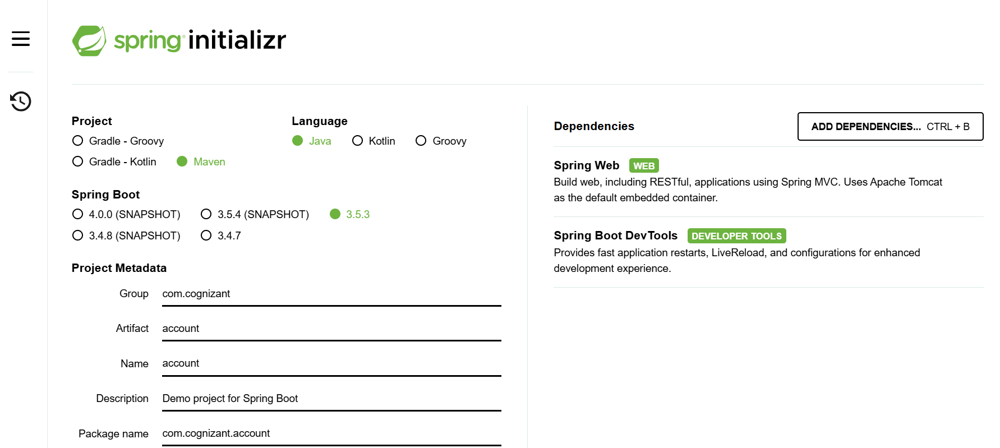 spring initializr
Project
Gradle - Groovy
Gradle - Kotlin Maven
Language
Java Kotlin Groovy
Spring Boot
4.0.0 (SNAPSHOT) 3.5.4 (SNAPSHOT) 3.5.3
3.4.8 (SNAPSHOT) 3.4.7
Project Metadata
Group com.cognizant
Artifact account
Name account
Description Demo project for Spring Boot
Package name com.cognizant.account
Dependencies
ADD DEPENDENCIES... CTRL + B
Spring Web WEB
Build web, including RESTful, applications using Spring MVC. Uses Apache Tomcat
as the default embedded container.
Spring Boot DevTools DEVELOPER TOOLS
Provides fast application restarts, LiveReload, and configurations for enhanced
development experience.